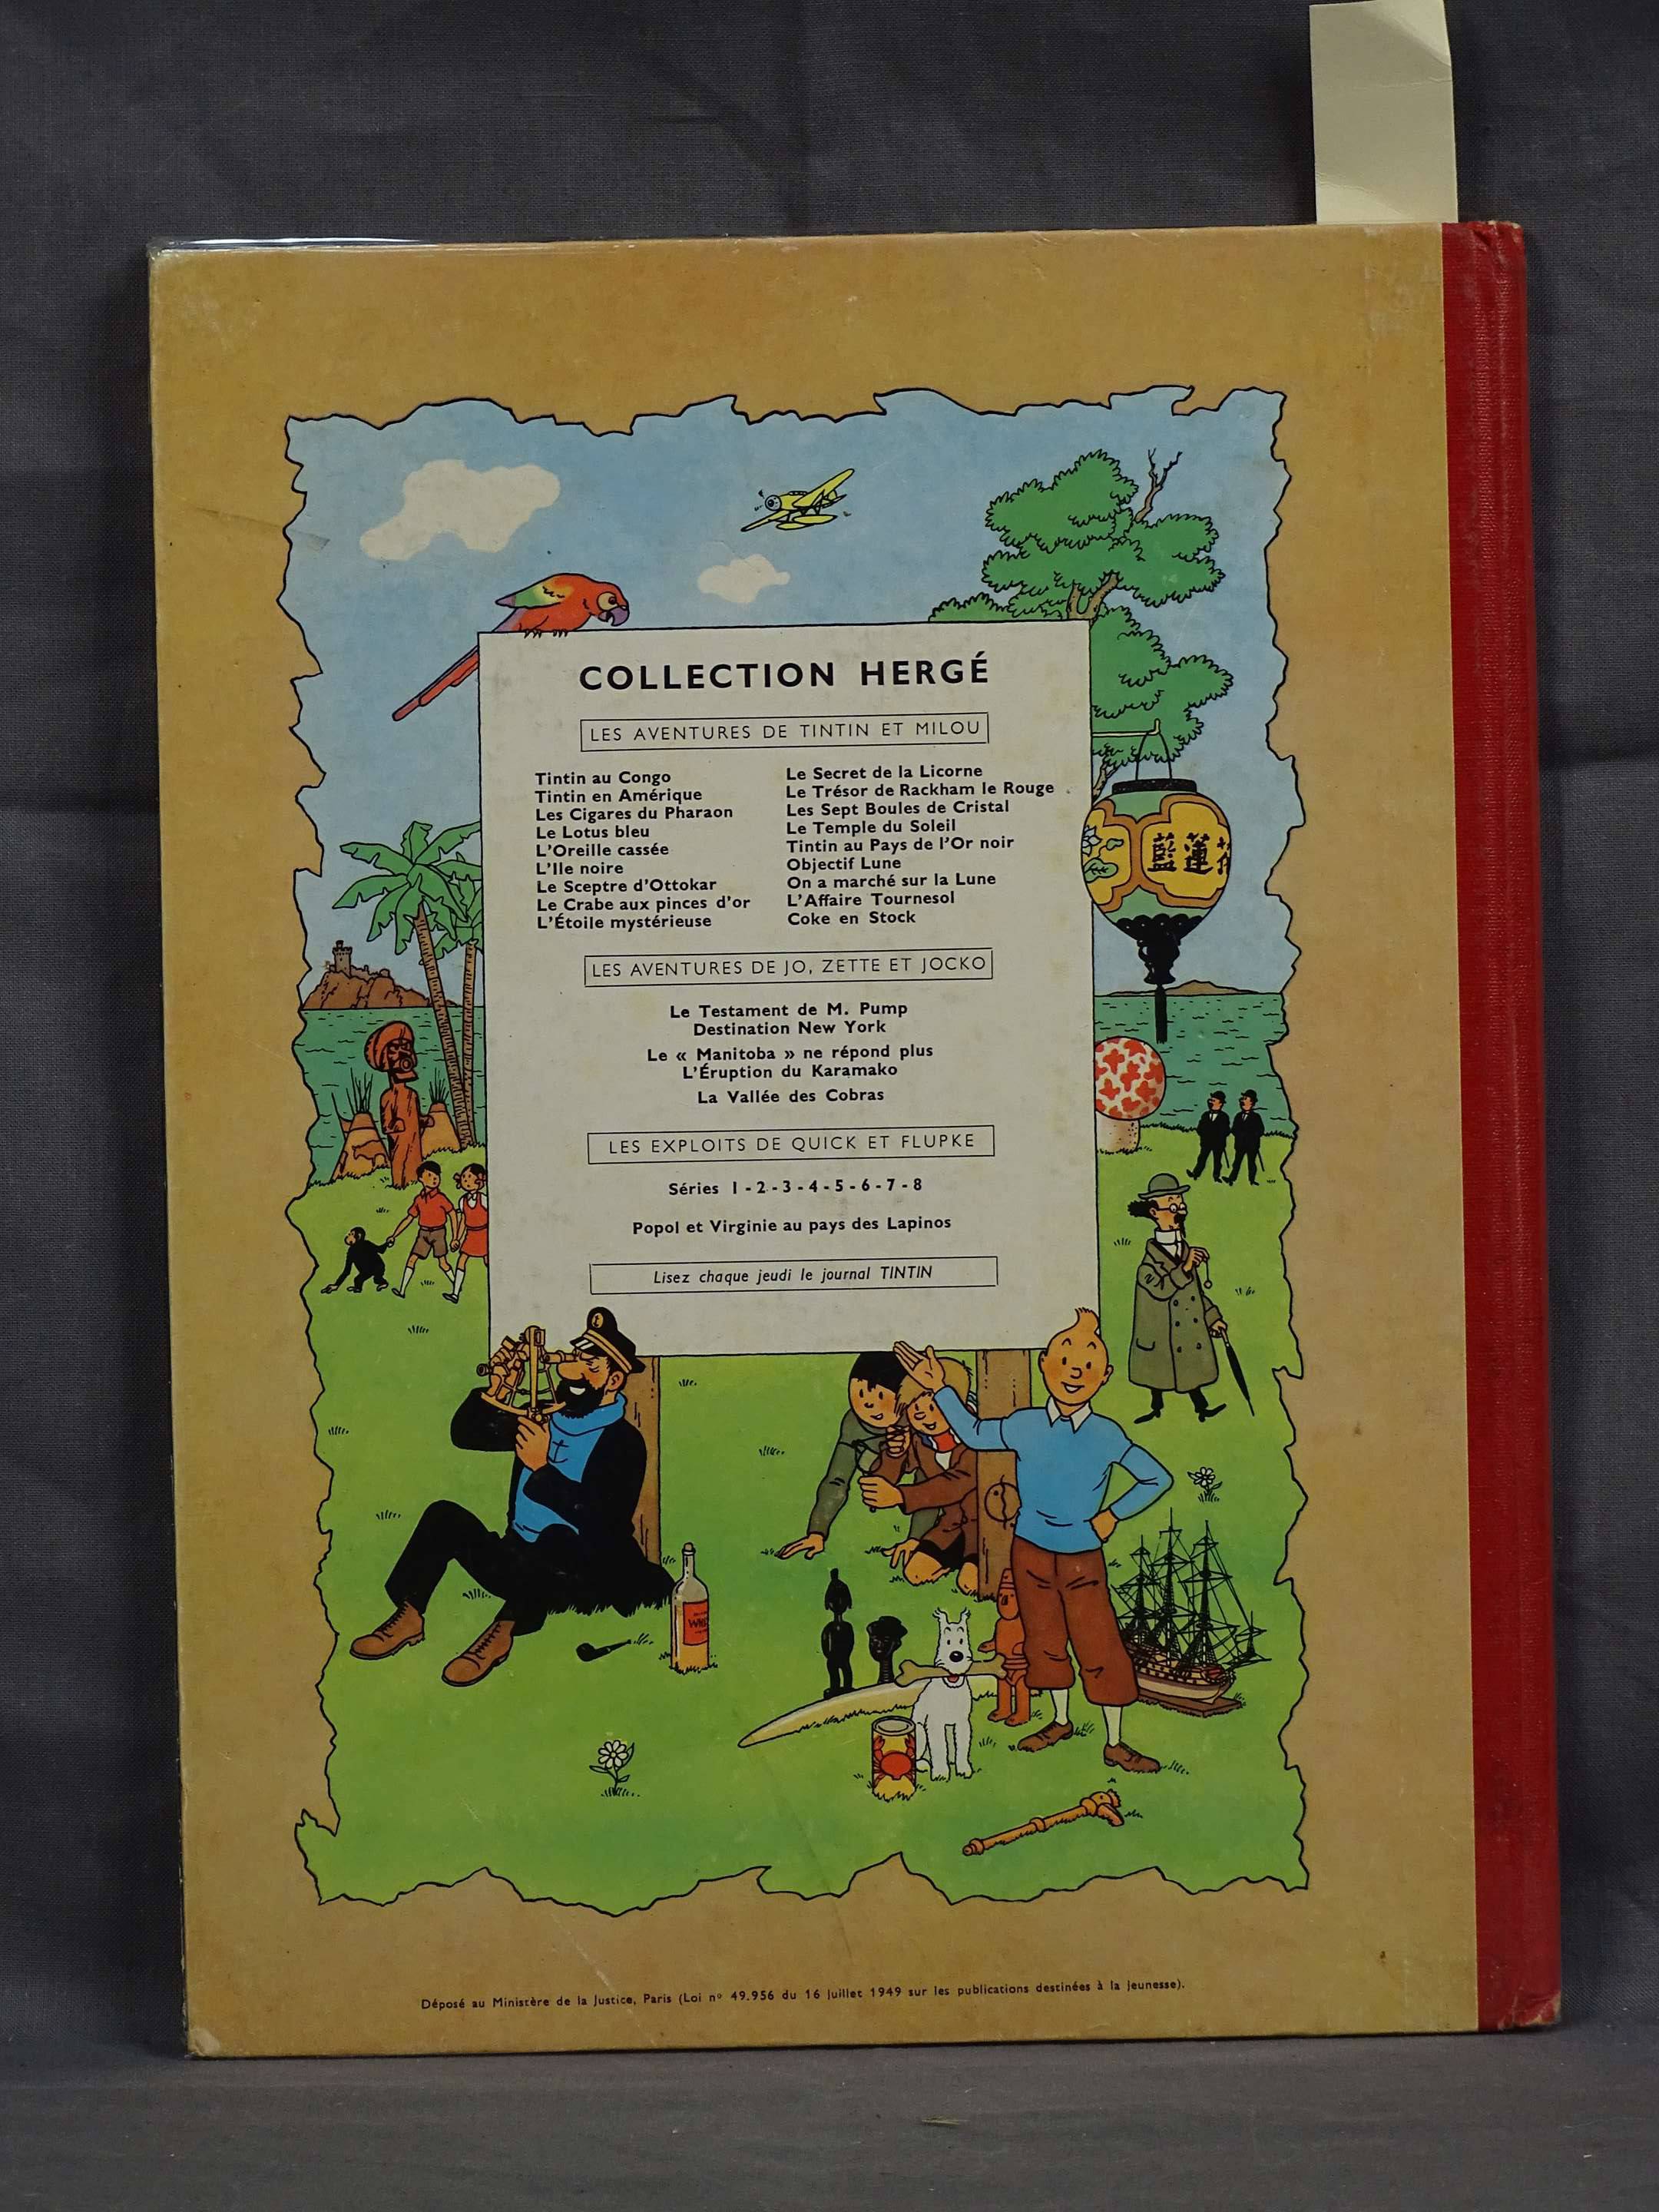 COLLECTION HERGÉ
LES AVENTURES DE TINTIN ET MILOU
Tintin au Congo
Tintin en Amérique
Les Cigares du Pharaon
Le Lotus bleu
L'Oreille cassée
L'Ile noire
Le Sceptre d'Ottokar
Le Crabe aux pinces d'or
L'Étoile mystérieuse
Le Secret de la Licorne
Le Trésor de Rackham le Rouge
Les Sept Boules de Cristal
Le Temple du Soleil
Tintin au Pays de l'Or noir
Objectif Lune
On a marché sur la Lune
L'Affaire Tournesol
Coke en Stock
LES AVENTURES DE JO, ZETTE ET JOCKO
Le Testament de M. Pump
Destination New York
Le « Manitoba » ne répond plus
L'Éruption du Karamako
La Vallée des Cobras
LES EXPLOITS DE QUICK ET FLUPKE
Séries 1 - 2 - 3 - 4 - 5 - 6 - 7 - 8
Popol et Virginie au pays des Lapinos
Lisez chaque jeudi le journal TINTIN
藍蓮
Déposé au Ministère de la Justice, Paris (Loi nº 49.956 du 16 Juillet 1949 sur les publications destinées à la Jeunesse).